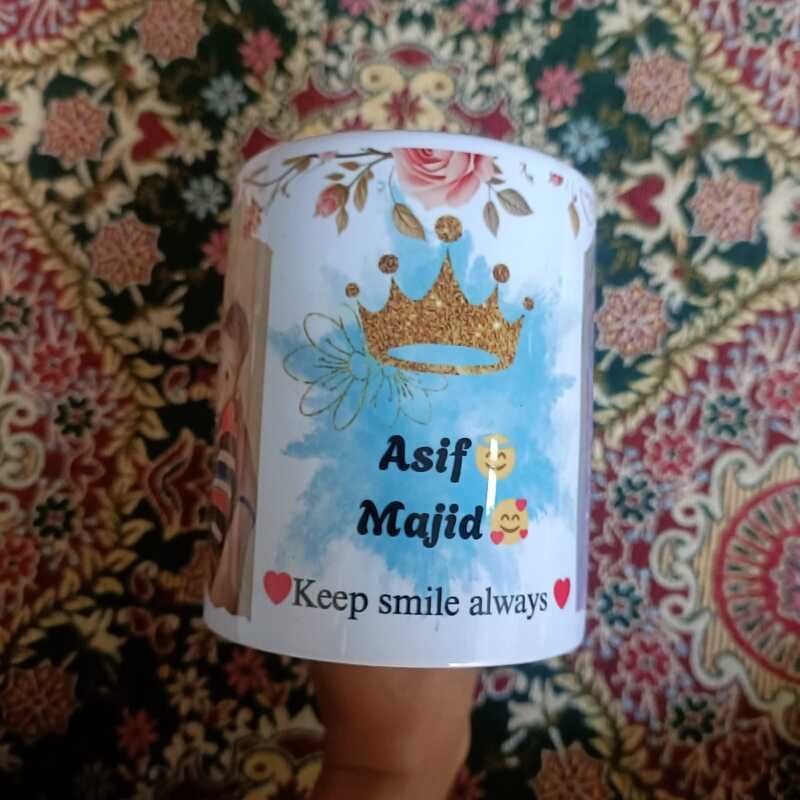 Asif😇
Majid🥰
❤Keep smile always❤